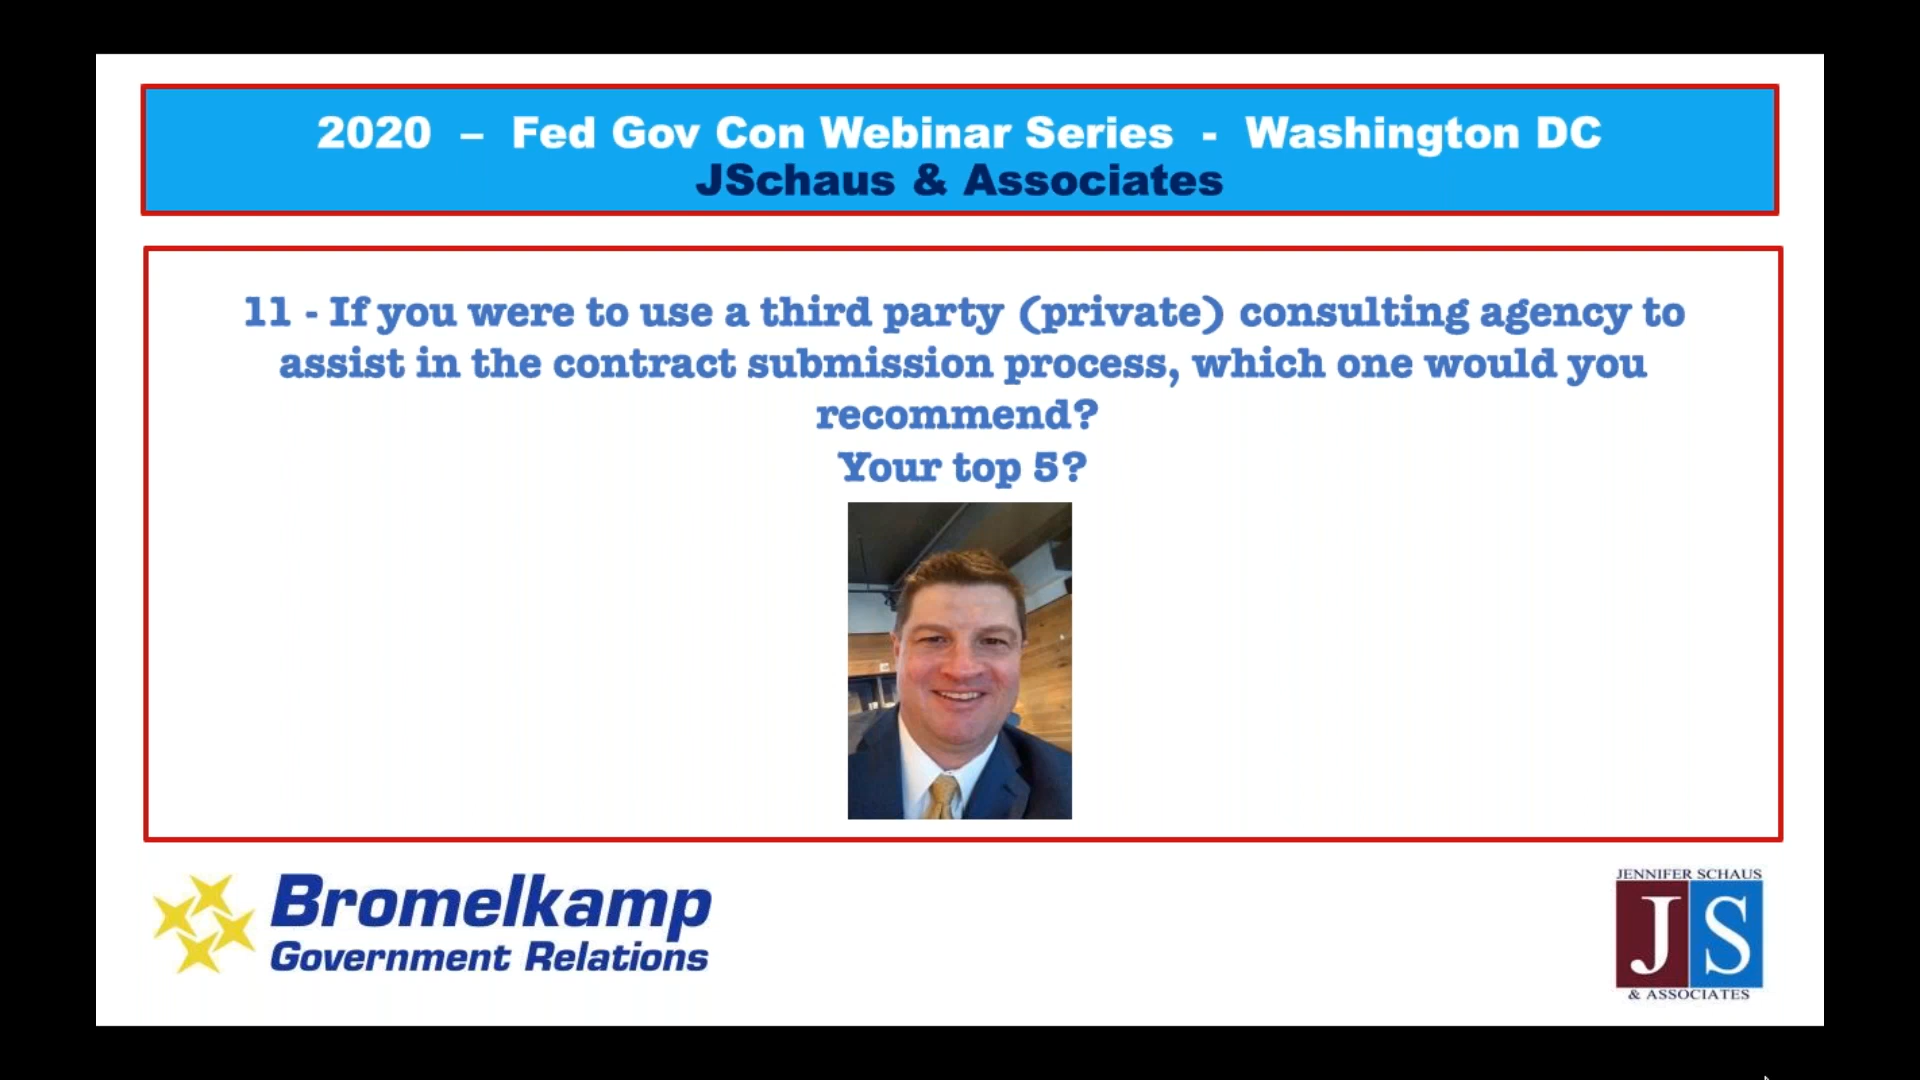 2020 – Fed Gov Con Webinar Series - Washington DC
JSchaus & Associates
11 - If you were to use a third party (private) consulting agency to
assist in the contract submission process, which one would you
recommend?
Your top 5?
Bromelkamp
Government Relations
JENNIFER SCHAUS
JS
& ASSOCIATES